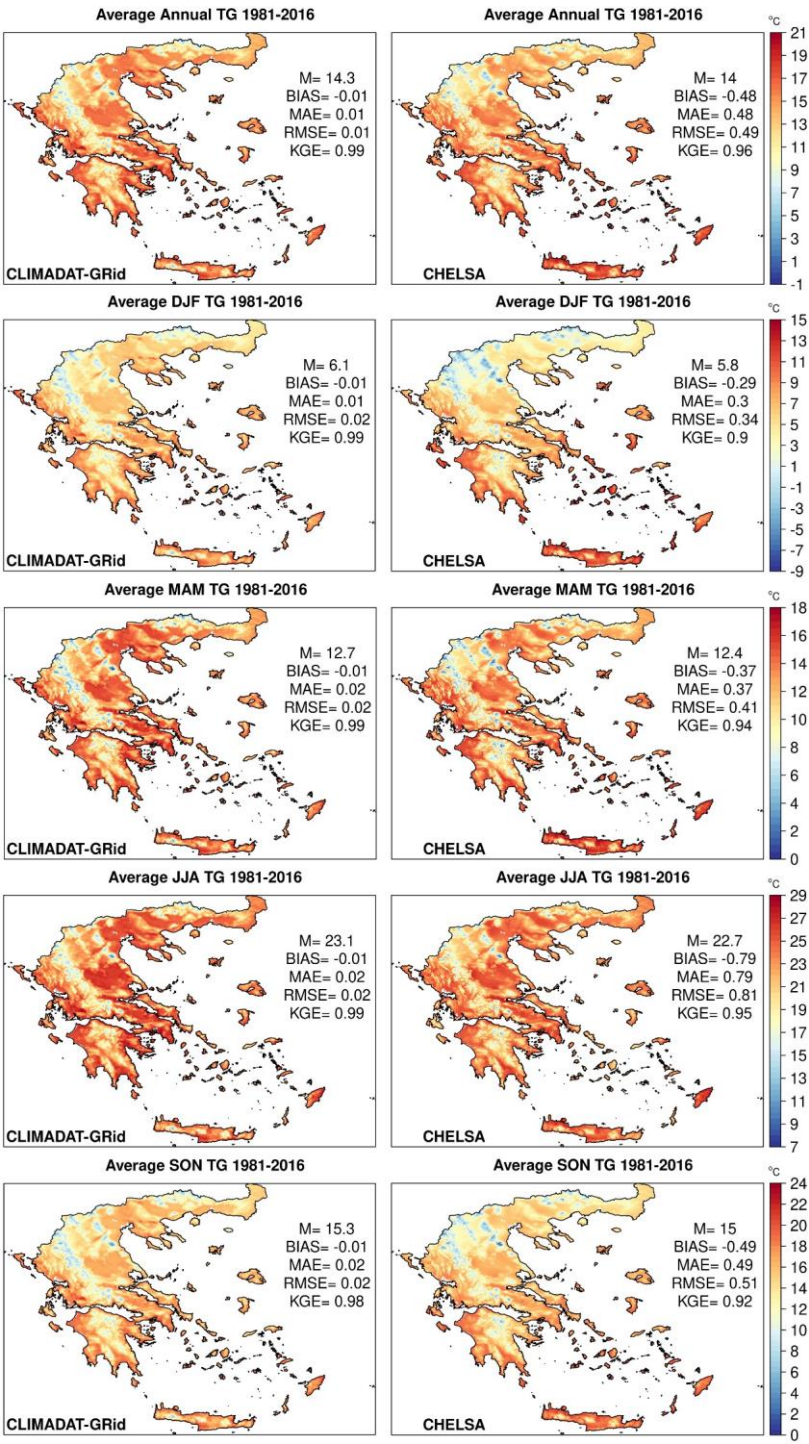 Average Annual TG 1981-2016
M= 14.3
BIAS= -0.01
MAE= 0.01
RMSE= 0.01
KGE= 0.99
CLIMADAT-GRid
Average Annual TG 1981-2016
M= 14
BIAS= -0.48
MAE= 0.48
RMSE= 0.49
KGE= 0.96
CHELSA
°C
21
19
17
15
13
11
9
7
5
3
1
-1
Average DJF TG 1981-2016
M= 6.1
BIAS= -0.01
MAE= 0.01
RMSE= 0.02
KGE= 0.99
CLIMADAT-GRid
Average DJF TG 1981-2016
M= 5.8
BIAS= -0.29
MAE= 0.3
RMSE= 0.34
KGE= 0.9
CHELSA
°C
15
13
11
9
7
5
3
1
-1
-3
-5
-7
-9
Average MAM TG 1981-2016
M= 12.7
BIAS= -0.01
MAE= 0.02
RMSE= 0.02
KGE= 0.99
CLIMADAT-GRid
Average MAM TG 1981-2016
M= 12.4
BIAS= -0.37
MAE= 0.37
RMSE= 0.41
KGE= 0.94
CHELSA
°C
18
16
14
12
10
8
6
4
2
0
Average JJA TG 1981-2016
M= 23.1
BIAS= -0.01
MAE= 0.02
RMSE= 0.02
KGE= 0.99
CLIMADAT-GRid
Average JJA TG 1981-2016
M= 22.7
BIAS= -0.79
MAE= 0.79
RMSE= 0.81
KGE= 0.95
CHELSA
°C
29
27
25
23
21
19
17
15
13
11
9
7
Average SON TG 1981-2016
M= 15.3
BIAS= -0.01
MAE= 0.02
RMSE= 0.02
KGE= 0.98
CLIMADAT-GRid
Average SON TG 1981-2016
M= 15
BIAS= -0.49
MAE= 0.49
RMSE= 0.51
KGE= 0.92
CHELSA
°C
24
22
20
18
16
14
12
10
8
6
4
2
0